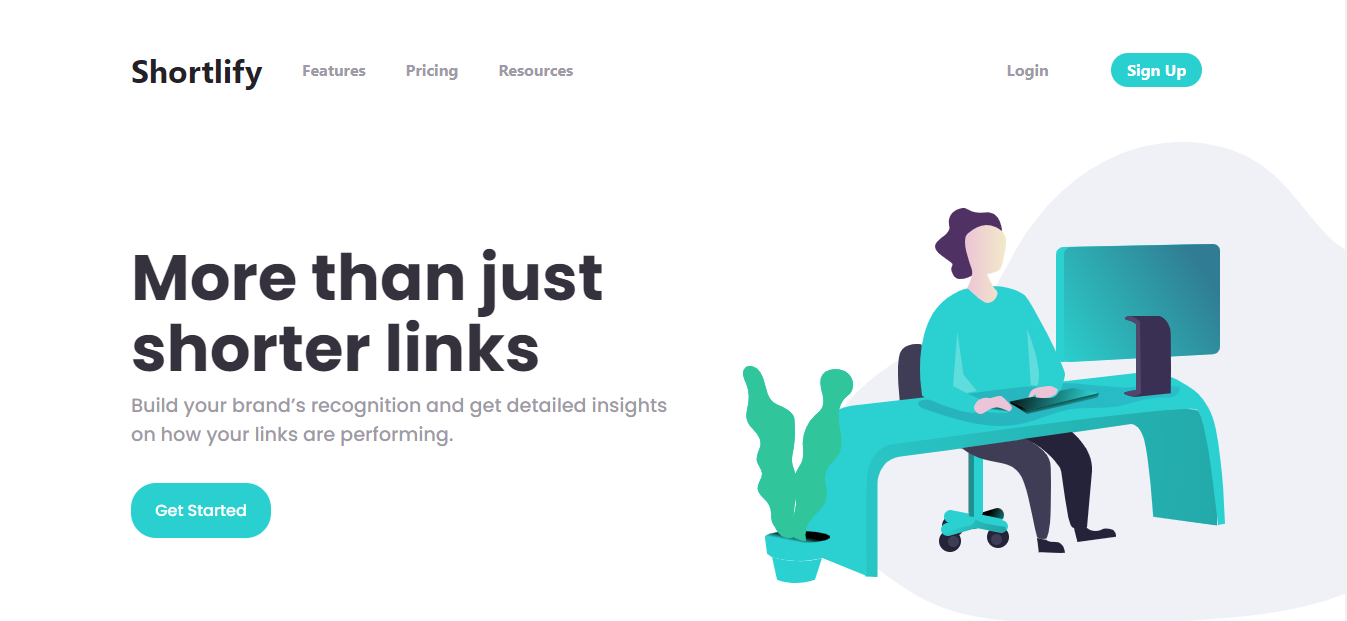 Shortlify Features Pricing Resources Login Sign Up
More than just
shorter links
Build your brand’s recognition and get detailed insights
on how your links are performing.
Get Started